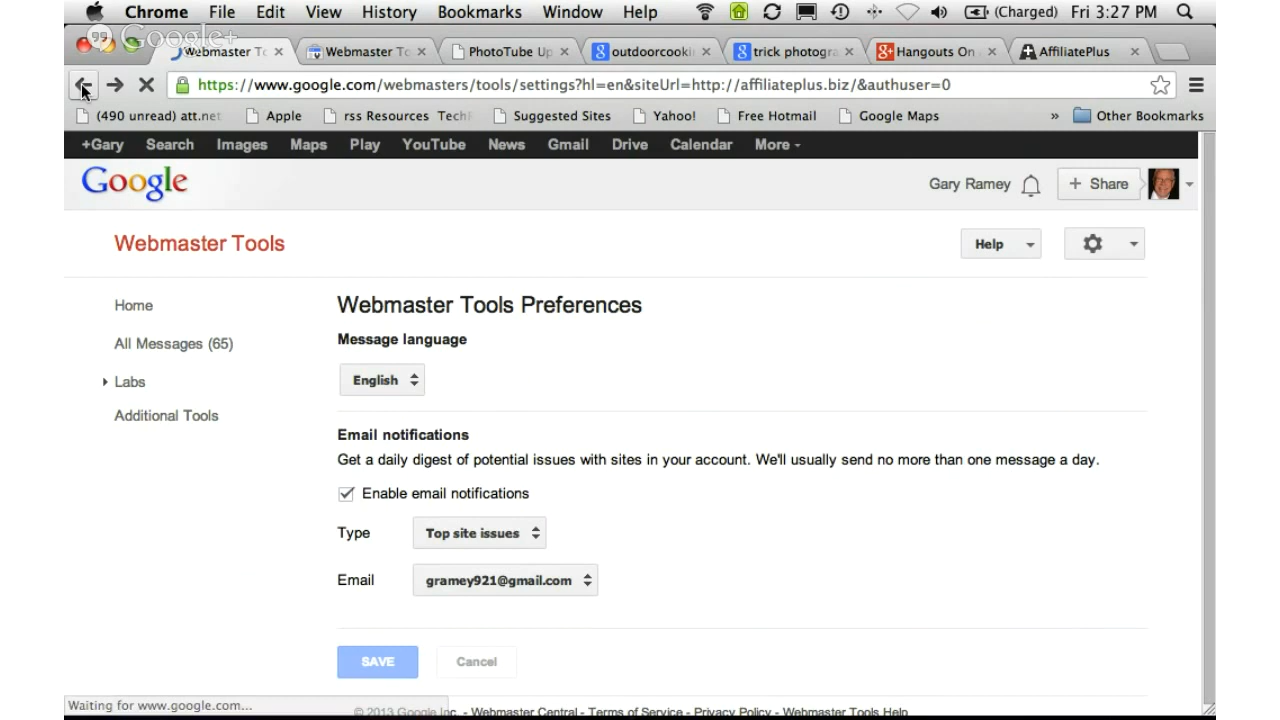 Chrome File Edit View History Bookmarks Window Help (Charged) Fri 3:27 PM
Google+
Webmaster To Webmaster To PhotoTube Up outdoorcooki trick photogra Hangouts On AffiliatePlus
https://www.google.com/webmasters/tools/settings?hl=en&siteUrl=http://affiliateplus.biz/&authuser=0
(490 unread) att.net Apple rss Resources Tech Suggested Sites Yahoo! Free Hotmail Google Maps » Other Bookmarks
+Gary Search Images Maps Play YouTube News Gmail Drive Calendar More
Google Gary Ramey + Share
Webmaster Tools Help
Home
All Messages (65)
Labs
Additional Tools
Webmaster Tools Preferences
Message language
English
Email notifications
Get a daily digest of potential issues with sites in your account. We'll usually send no more than one message a day.
Enable email notifications
Type Top site issues
Email gramey921@gmail.com
SAVE Cancel
Waiting for www.google.com...
© 2013 Google Inc. - Webmaster Central - Terms of Service - Privacy Policy - Webmaster Tools Help